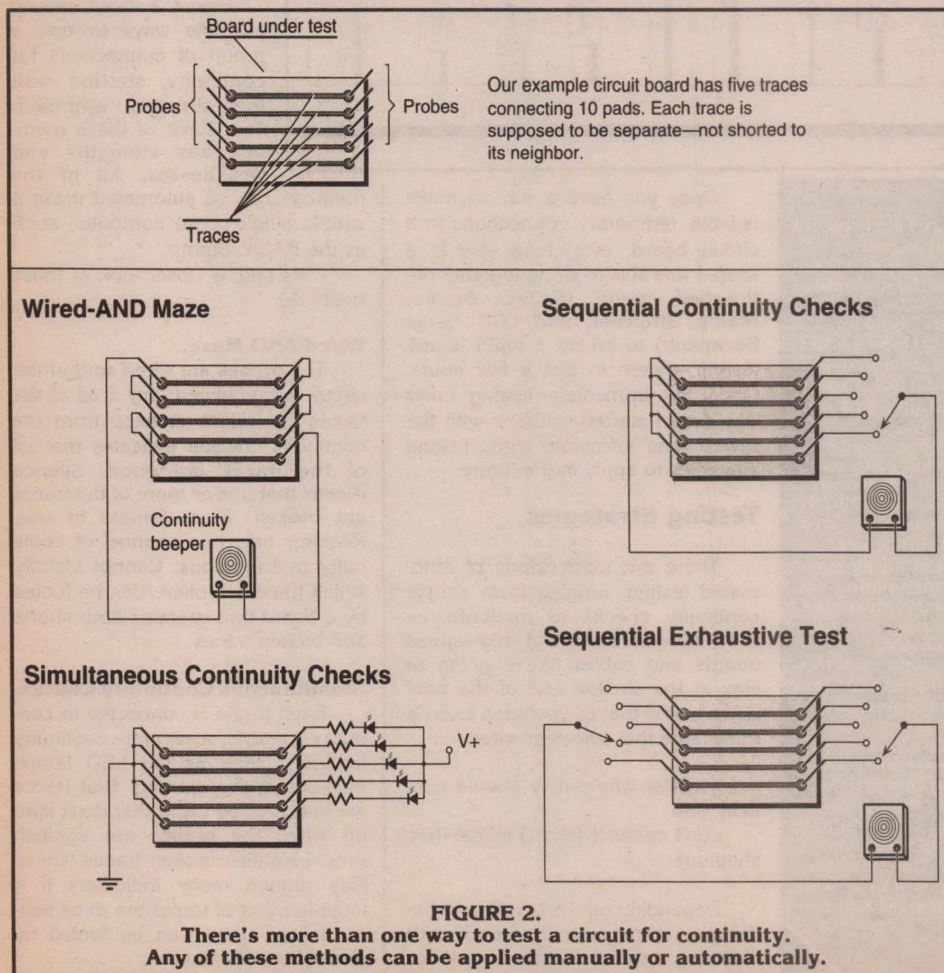 Board under test
Probes
Probes
Traces
Our example circuit board has five traces
connecting 10 pads. Each trace is
supposed to be separate—not shorted to
its neighbor.
Wired-AND Maze
Continuity
beeper
Sequential Continuity Checks
Simultaneous Continuity Checks
V+
Sequential Exhaustive Test
FIGURE 2.
There's more than one way to test a circuit for continuity.
Any of these methods can be applied manually or automatically.